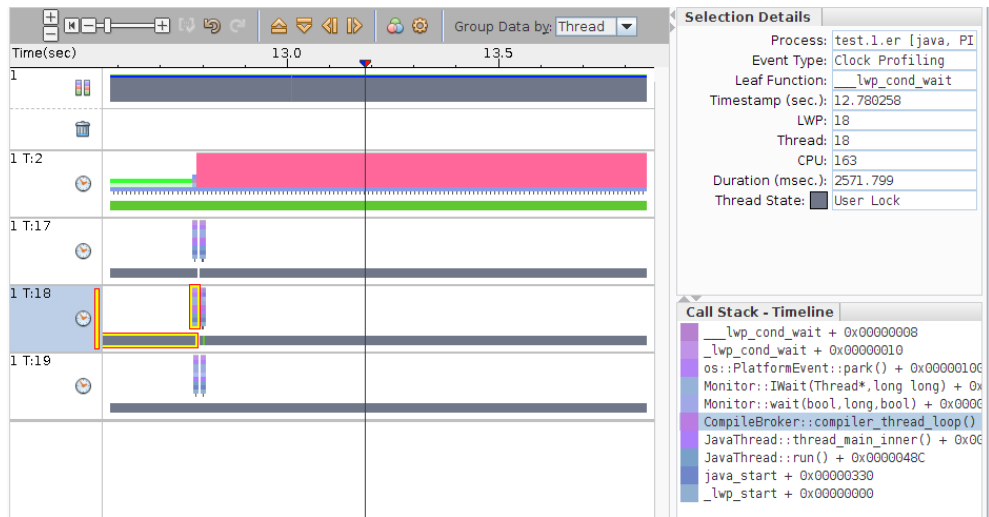 Group Data by: Thread
Time(sec)
13.0
13.5
1
1 T:2
1 T:17
1 T:18
1 T:19
Selection Details
Process: test.1.er [java, PI
Event Type: Clock Profiling
Leaf Function: ___lwp_cond_wait
Timestamp (sec.): 12.780258
LWP: 18
Thread: 18
CPU: 163
Duration (msec.): 2571.799
Thread State: User Lock
Call Stack - Timeline
___lwp_cond_wait + 0x00000008
_lwp_cond_wait + 0x00000010
os::PlatformEvent::park() + 0x00000100
Monitor::IWait(Thread*,long long) + 0x
Monitor::wait(bool,long,bool) + 0x0000
CompileBroker::compiler_thread_loop()
JavaThread::thread_main_inner() + 0x00
JavaThread::run() + 0x0000048C
java_start + 0x00000330
_lwp_start + 0x00000000